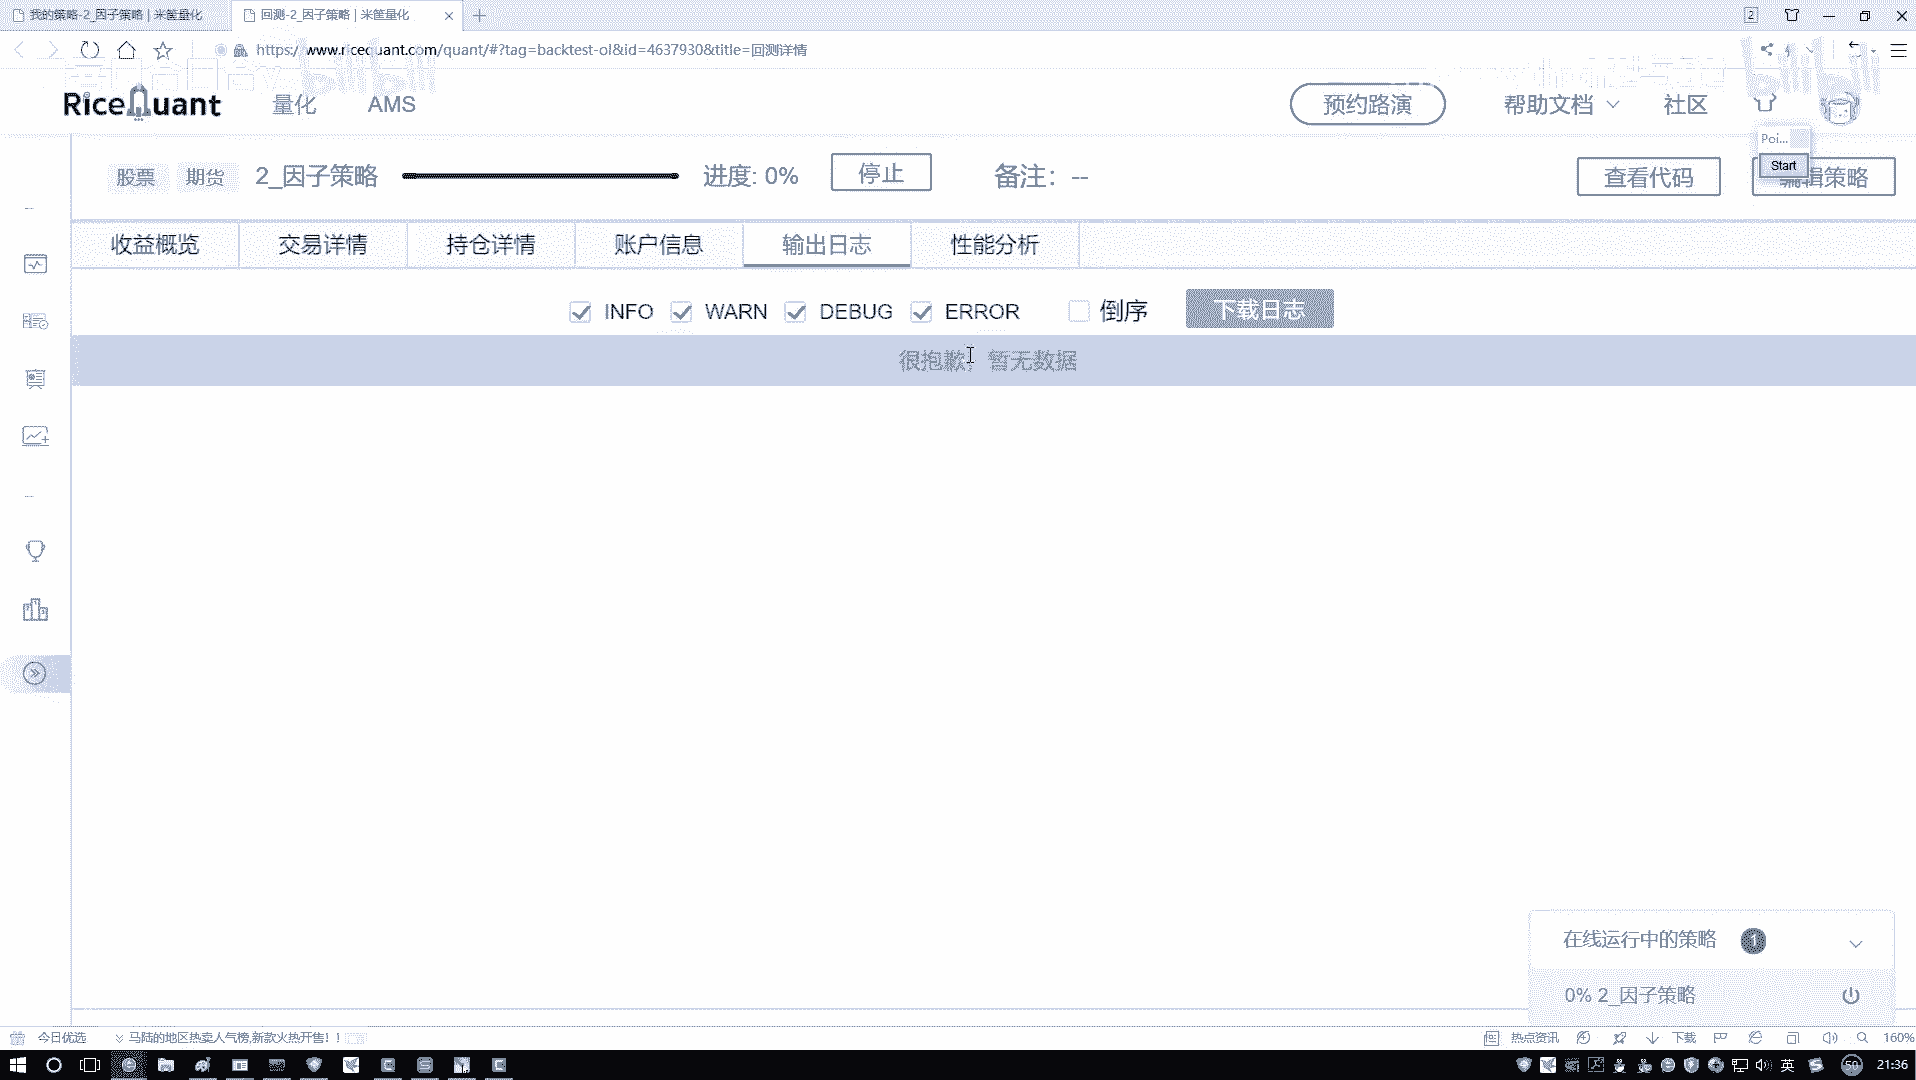 我的策略-2_因子策略 | 米筐量化
回测-2_因子策略 | 米筐量化
2
https://www.ricequant.com/quant/#?tag=backtest-ol&id=4637930&title=回测详情
RiceQuant 量化 AMS 预约路演 帮助文档 社区
Poi...
Start
股票 期货 2_因子策略 进度: 0% 停止 备注: -- 查看代码 编辑策略
收益概览 交易详情 持仓详情 账户信息 输出日志 性能分析
INFO WARN DEBUG ERROR 倒序 下载日志
很抱歉，暂无数据
在线运行中的策略 1
0% 2_因子策略
今日优选 马陆的地区热卖人气榜,新款火热开售！！ 热点资讯 下载 160%
英 50 21:36